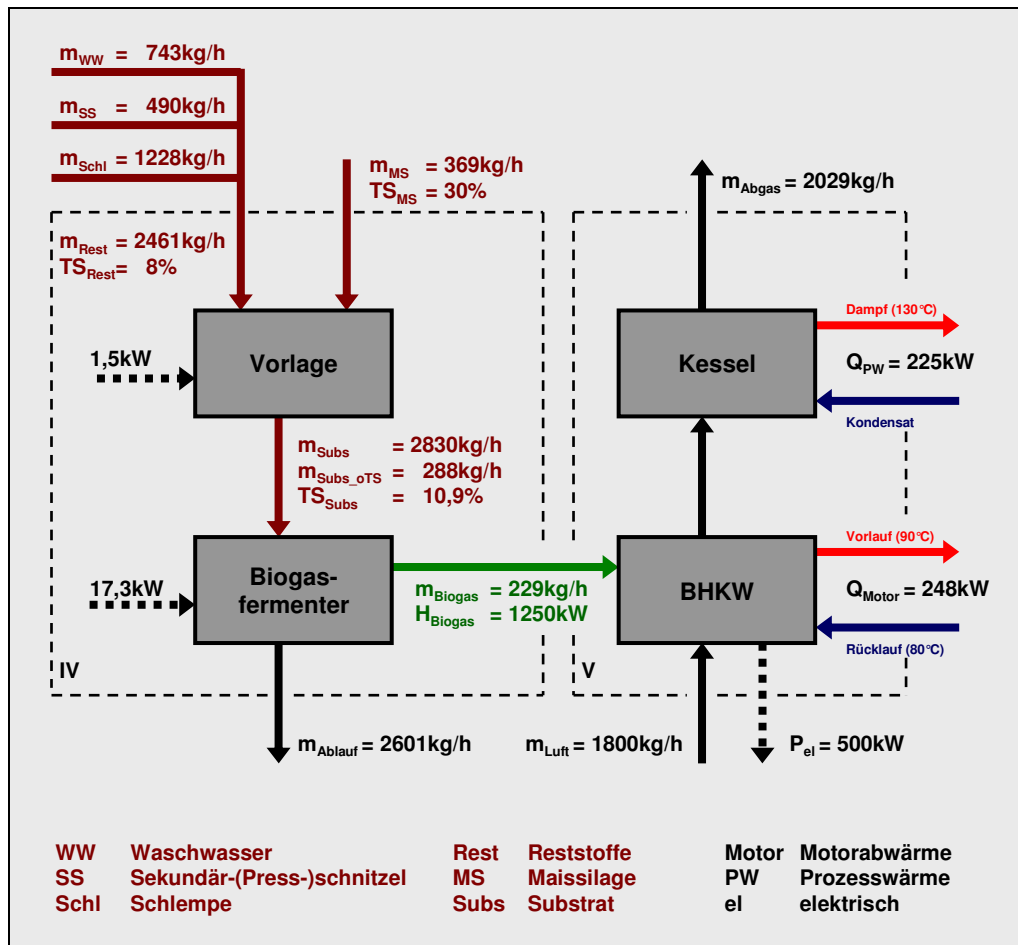 mWW = 743kg/h
mSS = 490kg/h
mSchl = 1228kg/h
mMS = 369kg/h
TSMS = 30%
mAbgas = 2029kg/h
mRest = 2461kg/h
TSRest= 8%
Dampf (130°C)
1,5kW
Vorlage
Kessel
QPW = 225kW
Kondensat
mSubs = 2830kg/h
mSubs_oTS = 288kg/h
TSSubs = 10,9%
Vorlauf (90°C)
17,3kW
Biogas-
fermenter
mBiogas = 229kg/h
HBiogas = 1250kW
BHKW
QMotor = 248kW
Rücklauf (80°C)
IV
V
mAblauf = 2601kg/h
mLuft = 1800kg/h
Pel = 500kW
WW Waschwasser
SS Sekundär-(Press-)schnitzel
Schl Schlempe
Rest Reststoffe
MS Maissilage
Subs Substrat
Motor Motorabwärme
PW Prozesswärme
el elektrisch